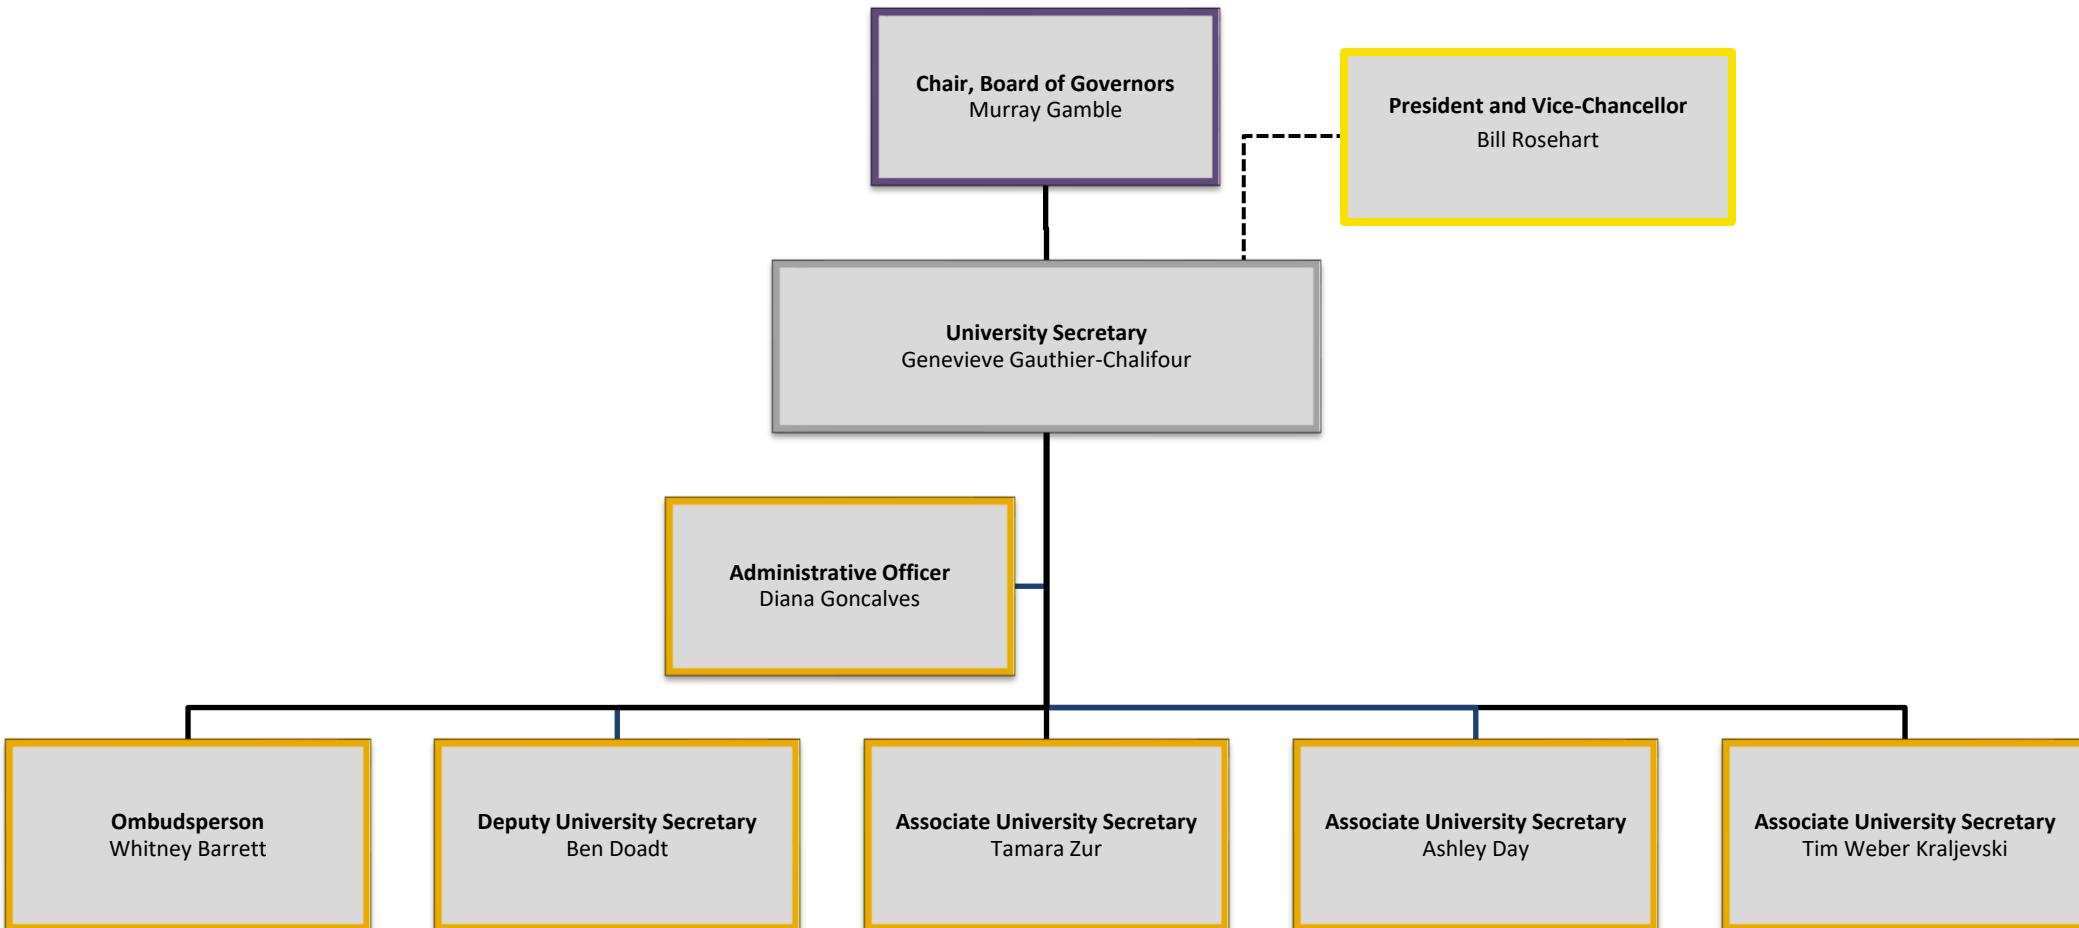 Chair, Board of Governors
Murray Gamble
President and Vice-Chancellor
Bill Rosehart
University Secretary
Genevieve Gauthier-Chalifour
Administrative Officer
Diana Goncalves
Ombudsperson
Whitney Barrett
Deputy University Secretary
Ben Doadt
Associate University Secretary
Tamara Zur
Associate University Secretary
Ashley Day
Associate University Secretary
Tim Weber Kraljevski